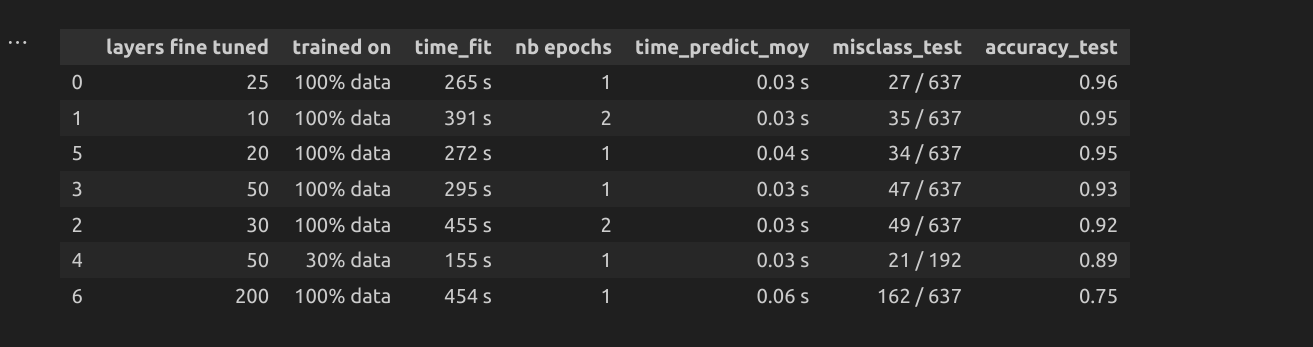 ...
layers fine tuned trained on time_fit nb epochs time_predict_moy misclass_test accuracy_test
0 25 100% data 265 s 1 0.03 s 27 / 637 0.96
1 10 100% data 391 s 2 0.03 s 35 / 637 0.95
5 20 100% data 272 s 1 0.04 s 34 / 637 0.95
3 50 100% data 295 s 1 0.03 s 47 / 637 0.93
2 30 100% data 455 s 2 0.03 s 49 / 637 0.92
4 50 30% data 155 s 1 0.03 s 21 / 192 0.89
6 200 100% data 454 s 1 0.06 s 162 / 637 0.75